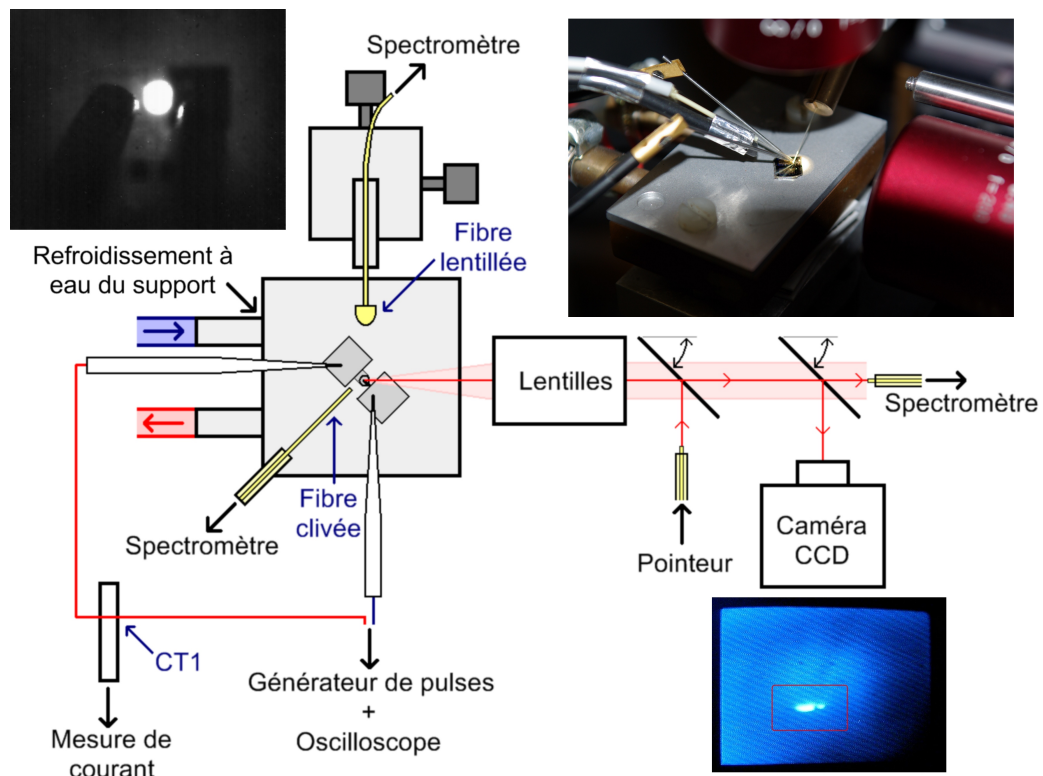 Spectromètre
Fibre
lentillée
Refroidissement à
eau du support
Lentilles
Spectromètre
Fibre
clivée
Spectromètre
Pointeur
Caméra
CCD
CT1
Générateur de pulses
+
Oscilloscope
Mesure de
courant